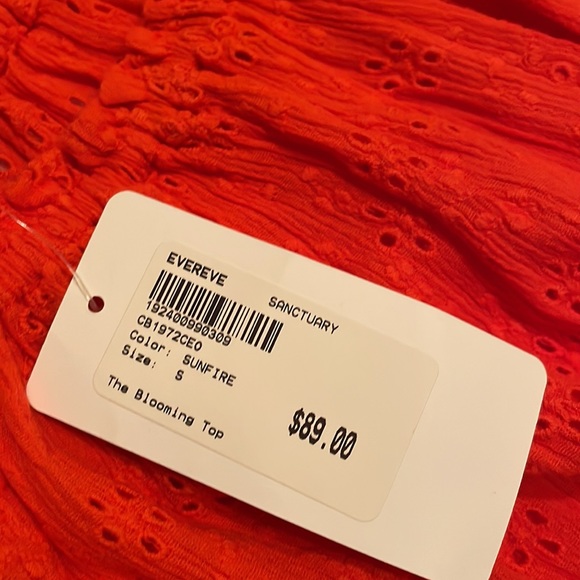 EVEREVE
SANCTUARY
192400990309
CB1972CEO
Color: SUNFIRE
Size: S
The Blooming Top
$89.00